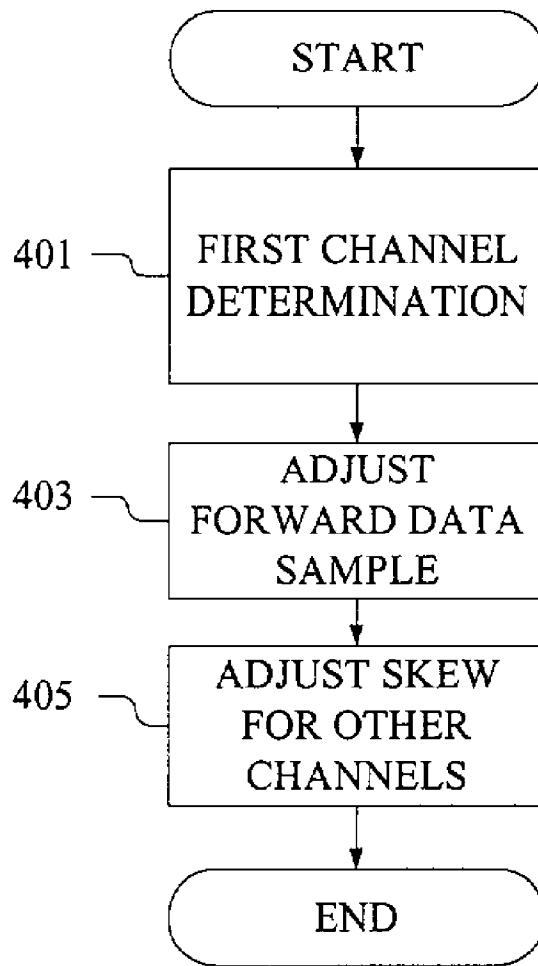 START
401
FIRST CHANNEL
DETERMINATION
403
ADJUST
FORWARD DATA
SAMPLE
405
ADJUST SKEW
FOR OTHER
CHANNELS
END